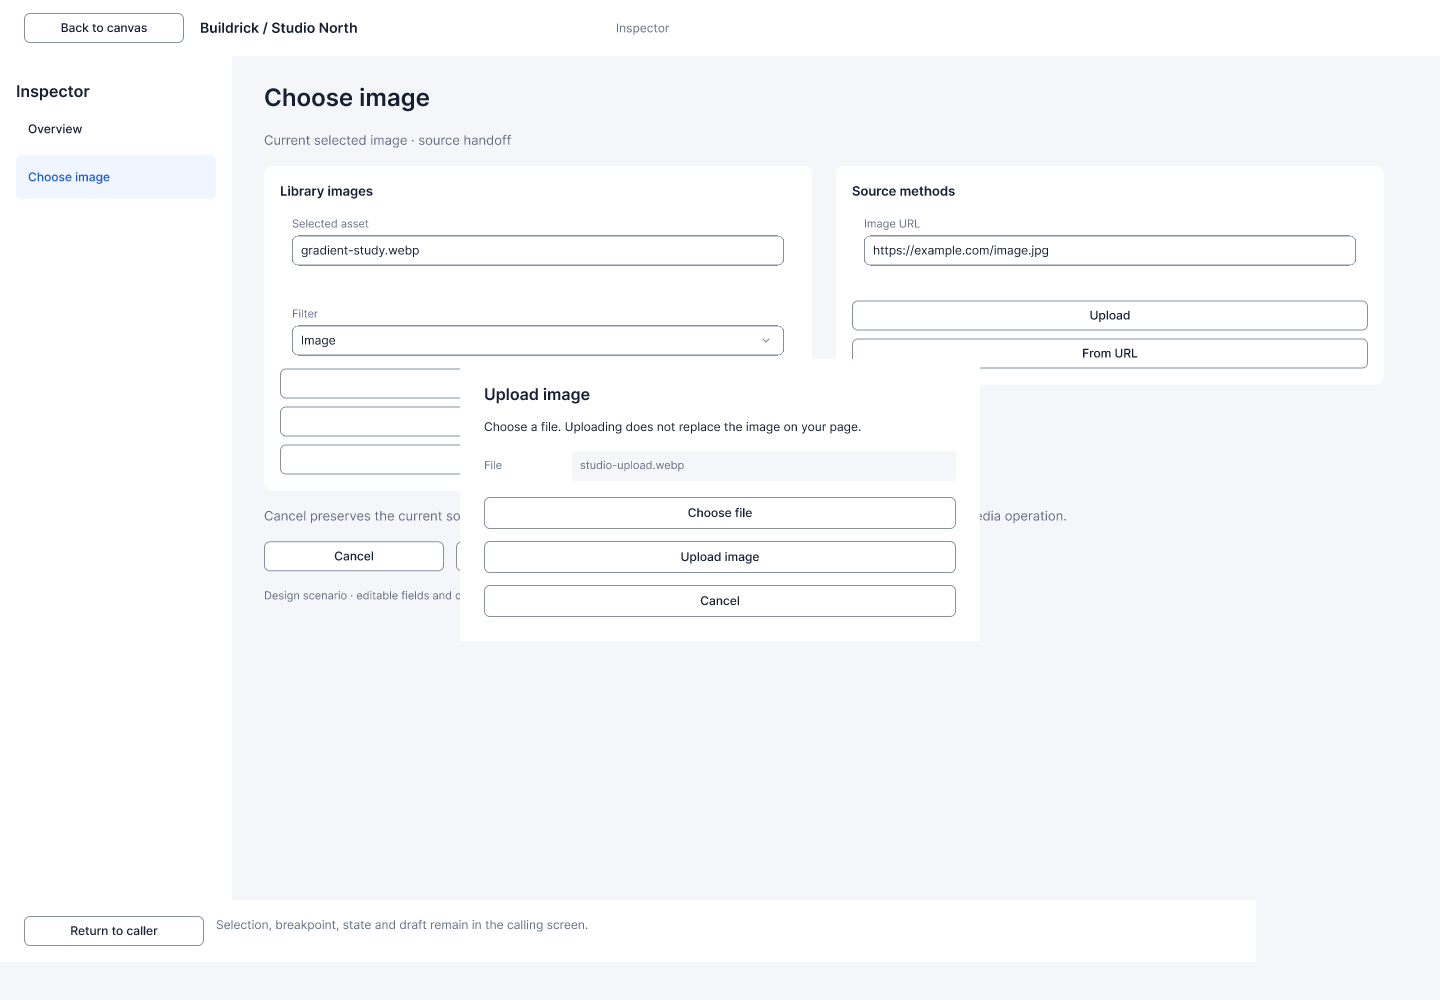 Back to canvas
Buildrick / Studio North
Inspector
Inspector
Overview
Choose image
Choose image
Current selected image · source handoff
Library images
Selected asset
gradient-study.webp
Filter
Image
Source methods
Image URL
https://example.com/image.jpg
Upload
From URL
Upload image
Choose a file. Uploading does not replace the image on your page.
File
studio-upload.webp
Choose file
Upload image
Cancel
Cancel preserves the current
operation.
Cancel
Design scenario · editable fields and
Return to caller
Selection, breakpoint, state and draft remain in the calling screen.